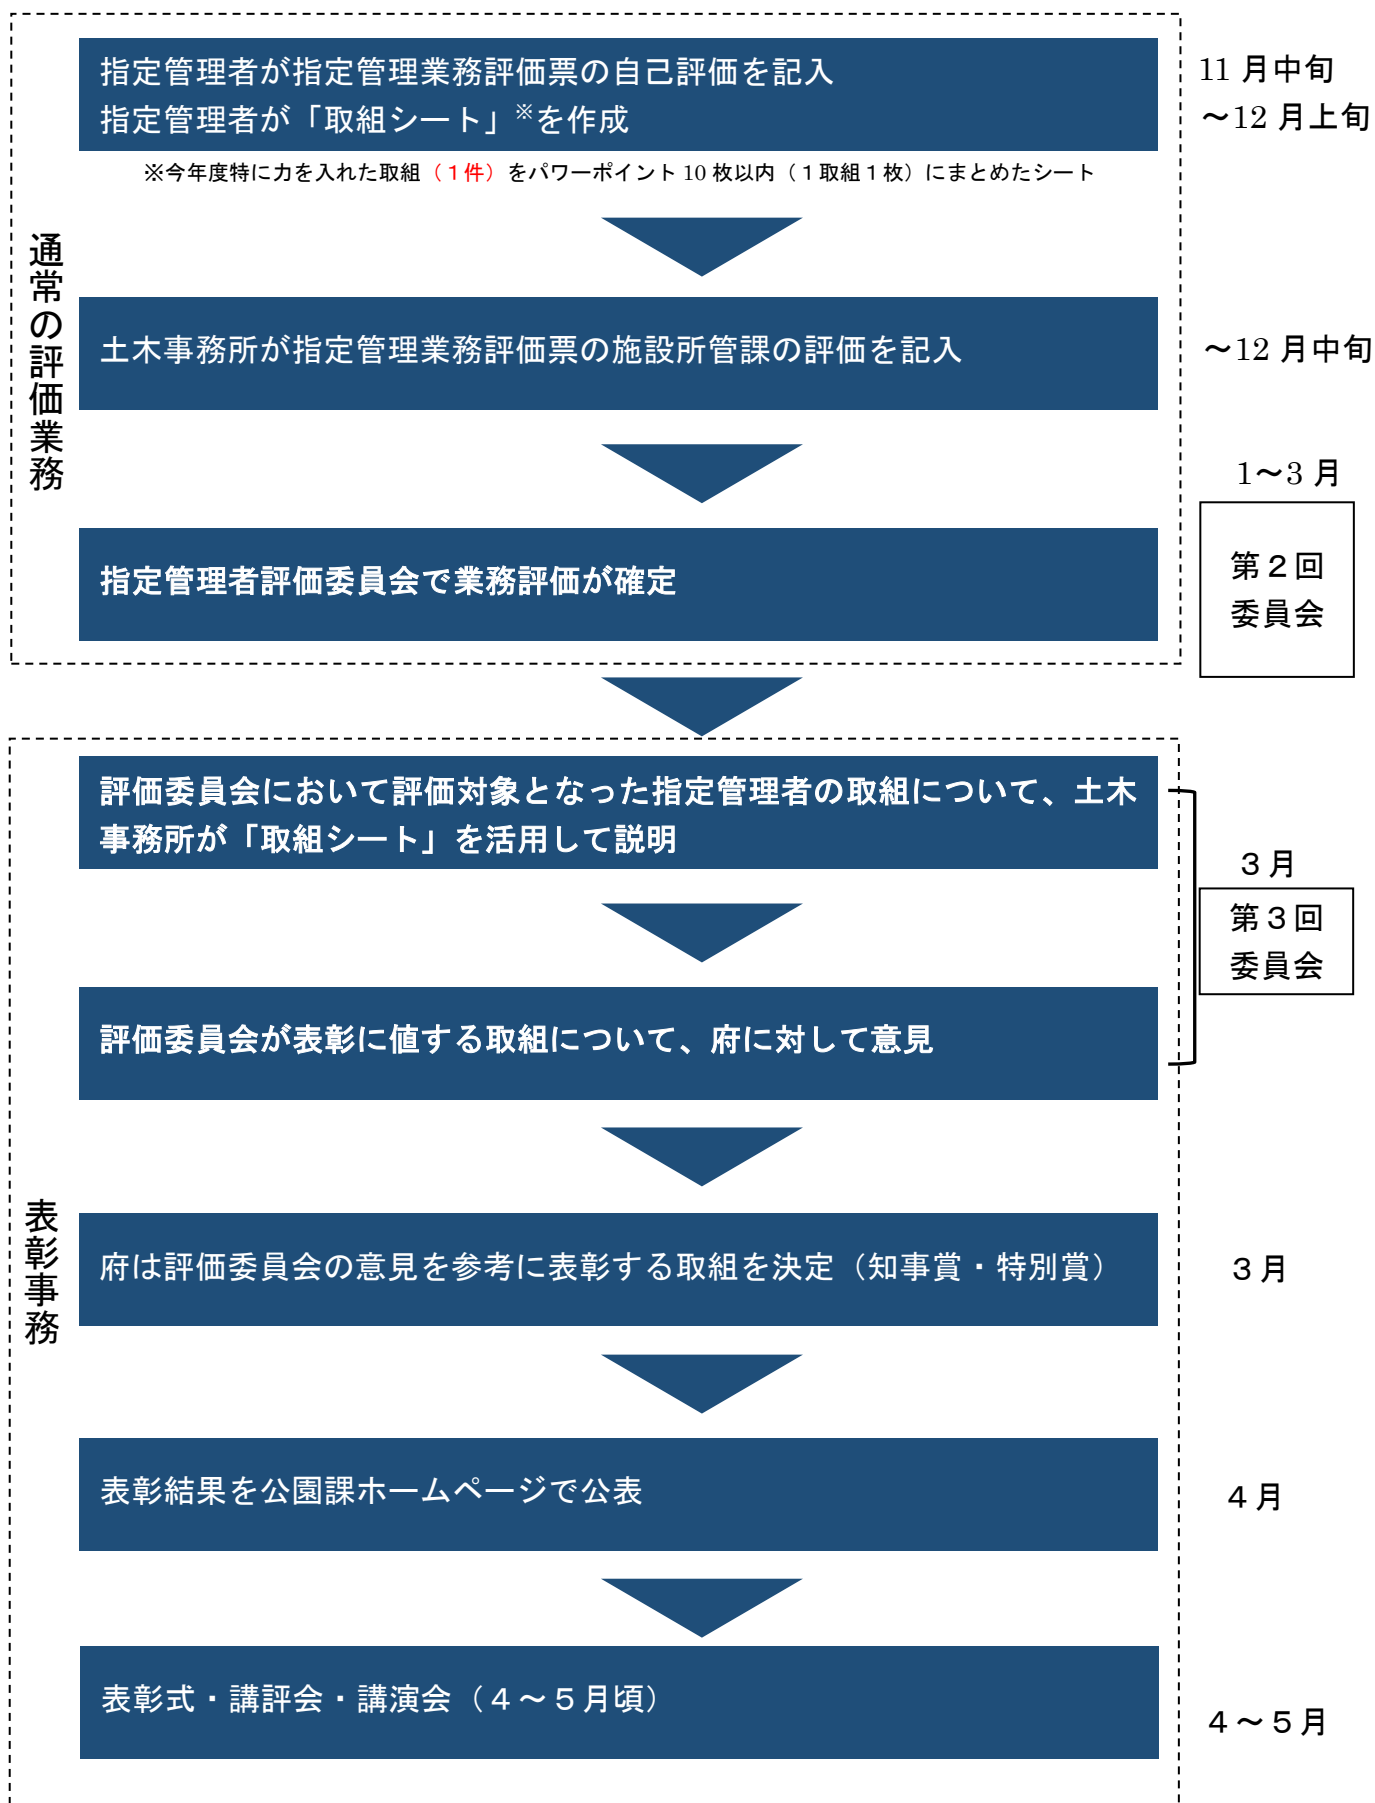 指定管理者が指定管理業務評価票の自己評価を記入
指定管理者が「取組シート」※を作成
11 月中旬
～12 月上旬
※今年度特に力を入れた取組（１件）をパワーポイント 10 枚以内（１取組１枚）にまとめたシート
通常の評価業務
土木事務所が指定管理業務評価票の施設所管課の評価を記入
～12 月中旬
指定管理者評価委員会で業務評価が確定
1～3 月
第２回
委員会
表彰事務
評価委員会において評価対象となった指定管理者の取組について、土木
事務所が「取組シート」を活用して説明
３月
第３回
委員会
評価委員会が表彰に値する取組について、府に対して意見
府は評価委員会の意見を参考に表彰する取組を決定（知事賞・特別賞）
３月
表彰結果を公園課ホームページで公表
４月
表彰式・講評会・講演会（４～５月頃）
４～５月